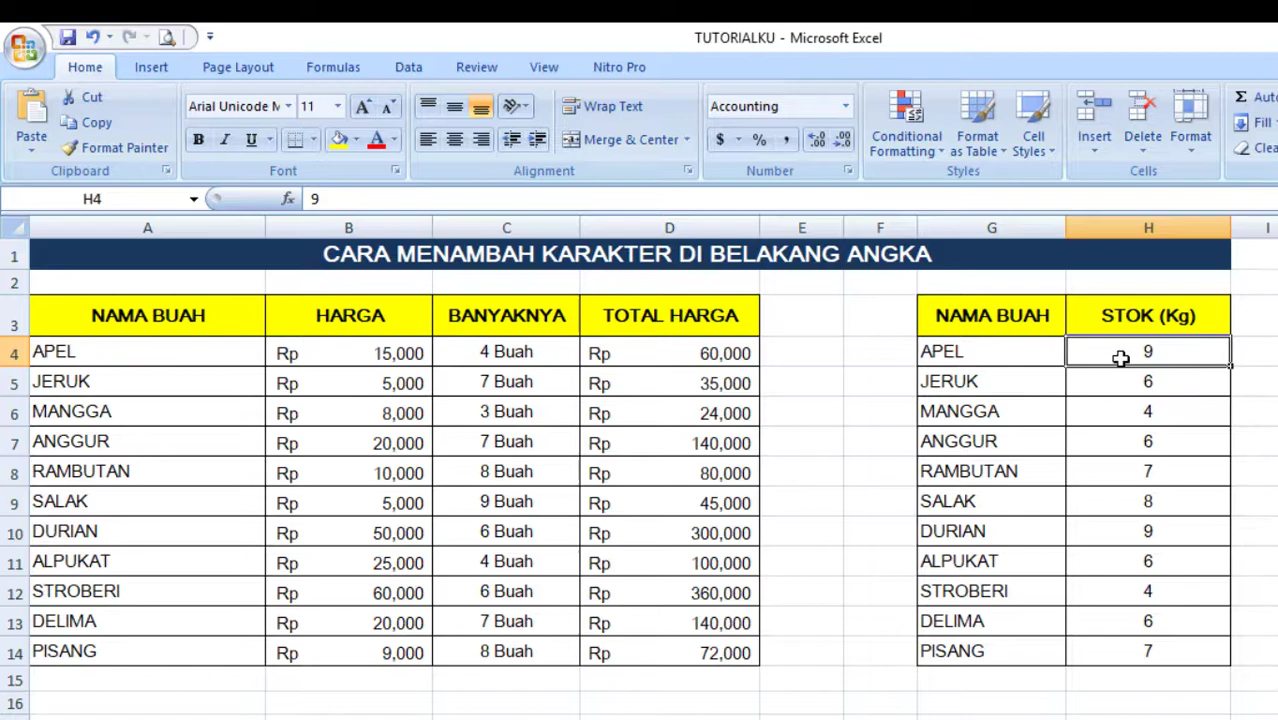 TUTORIALKU - Microsoft Excel
Home Insert Page Layout Formulas Data Review View Nitro Pro
Paste Cut Copy Format Painter Clipboard
Arial Unicode M 11 B I U A Font
Wrap Text Merge & Center Alignment
Accounting $ % , .00 .0 Number
Conditional Formatting Format as Table Cell Styles Styles
Insert Delete Format Cells
Σ Auto Fill Clea
H4 fx 9
A B C D E F G H I
1 CARA MENAMBAH KARAKTER DI BELAKANG ANGKA
2
3 NAMA BUAH HARGA BANYAKNYA TOTAL HARGA NAMA BUAH STOK (Kg)
4 APEL Rp 15,000 4 Buah Rp 60,000 APEL 9
5 JERUK Rp 5,000 7 Buah Rp 35,000 JERUK 6
6 MANGGA Rp 8,000 3 Buah Rp 24,000 MANGGA 4
7 ANGGUR Rp 20,000 7 Buah Rp 140,000 ANGGUR 6
8 RAMBUTAN Rp 10,000 8 Buah Rp 80,000 RAMBUTAN 7
9 SALAK Rp 5,000 9 Buah Rp 45,000 SALAK 8
10 DURIAN Rp 50,000 6 Buah Rp 300,000 DURIAN 9
11 ALPUKAT Rp 25,000 4 Buah Rp 100,000 ALPUKAT 6
12 STROBERI Rp 60,000 6 Buah Rp 360,000 STROBERI 4
13 DELIMA Rp 20,000 7 Buah Rp 140,000 DELIMA 6
14 PISANG Rp 9,000 8 Buah Rp 72,000 PISANG 7
15
16